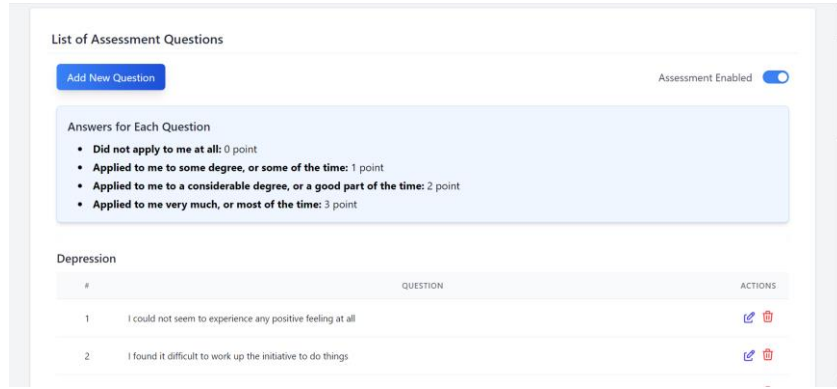 List of Assessment Questions
Add New Question
Assessment Enabled
Answers for Each Question
• Did not apply to me at all: 0 point
• Applied to me to some degree, or some of the time: 1 point
• Applied to me to a considerable degree, or a good part of the time: 2 point
• Applied to me very much, or most of the time: 3 point
Depression
# QUESTION ACTIONS
1 I could not seem to experience any positive feeling at all
2 I found it difficult to work up the initiative to do things